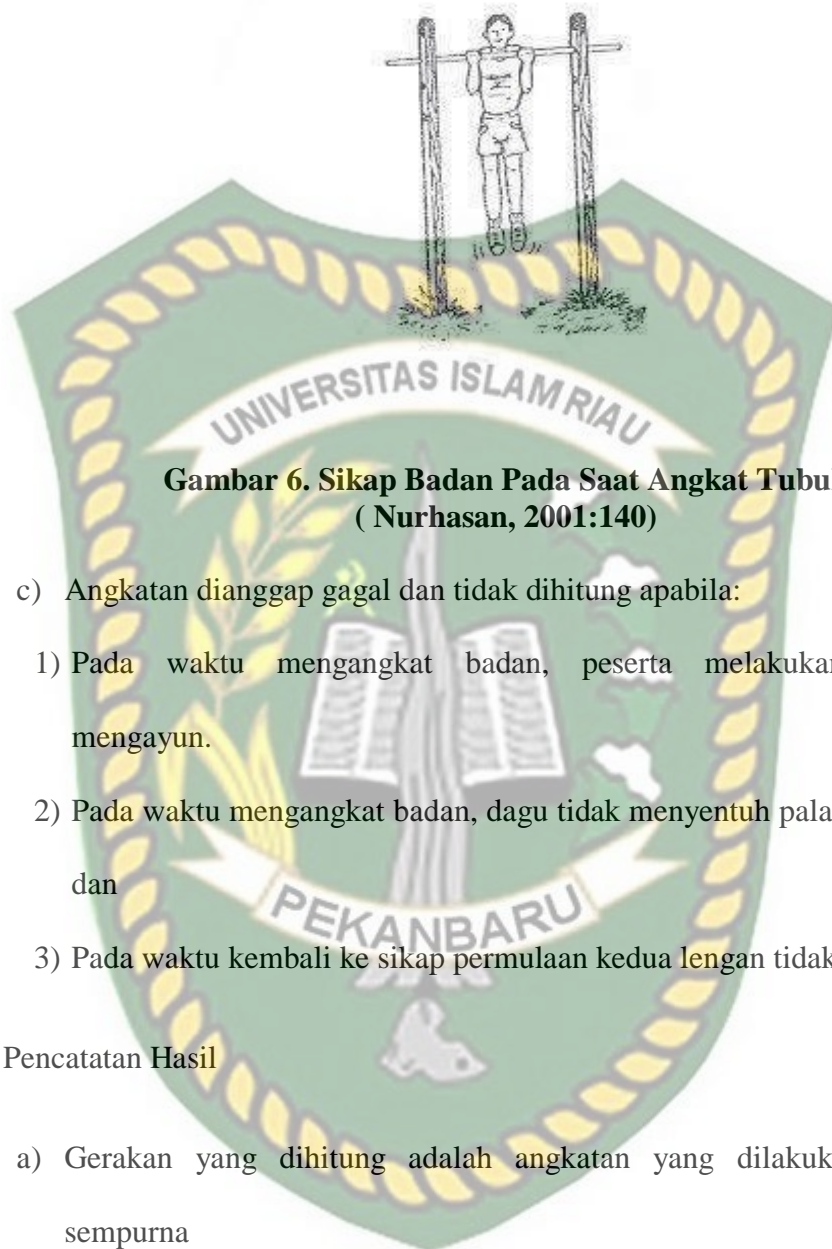 UNIVERSITAS ISLAM RIAU
Gambar 6. Sikap Badan Pada Saat Angkat Tubu
( Nurhasan, 2001:140)
c) Angkatan dianggap gagal dan tidak dihitung apabila:
1) Pada waktu mengangkat badan, peserta melakukan
mengayun.
2) Pada waktu mengangkat badan, dagu tidak menyentuh pala
dan
PEKANBARU
3) Pada waktu kembali ke sikap permulaan kedua lengan tidak
Pencatatan Hasil
a) Gerakan yang dihitung adalah angkatan yang dilakuk
sempurna